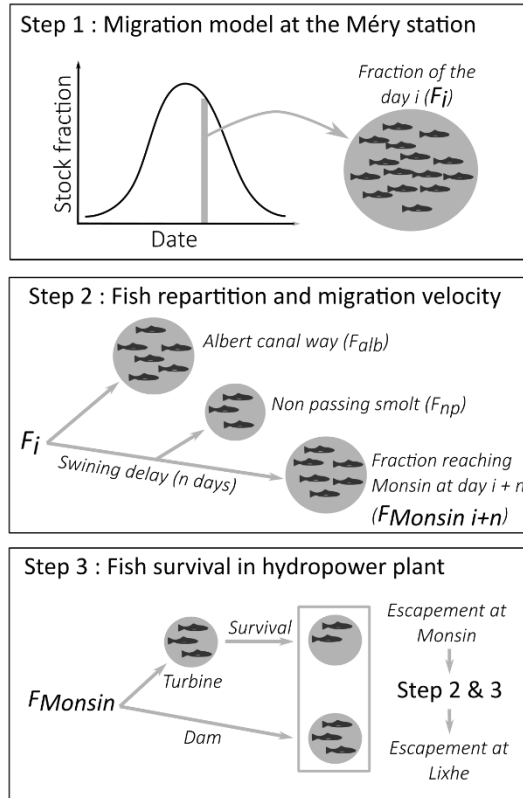 Step 1 : Migration model at the Méry station
Fraction of the
day i (Fi)
Stock fraction
Date
Step 2 : Fish repartition and migration velocity
Albert canal way (Falb)
Non passing smolt (Fnp)
Fi
Swining delay (n days)
Fraction reaching
Monsin at day i + n
(FMonsin i+n)
Step 3 : Fish survival in hydropower plant
Survival
Turbine
FMonsin
Dam
Escapement at
Monsin
Step 2 & 3
Escapement at
Lixhe